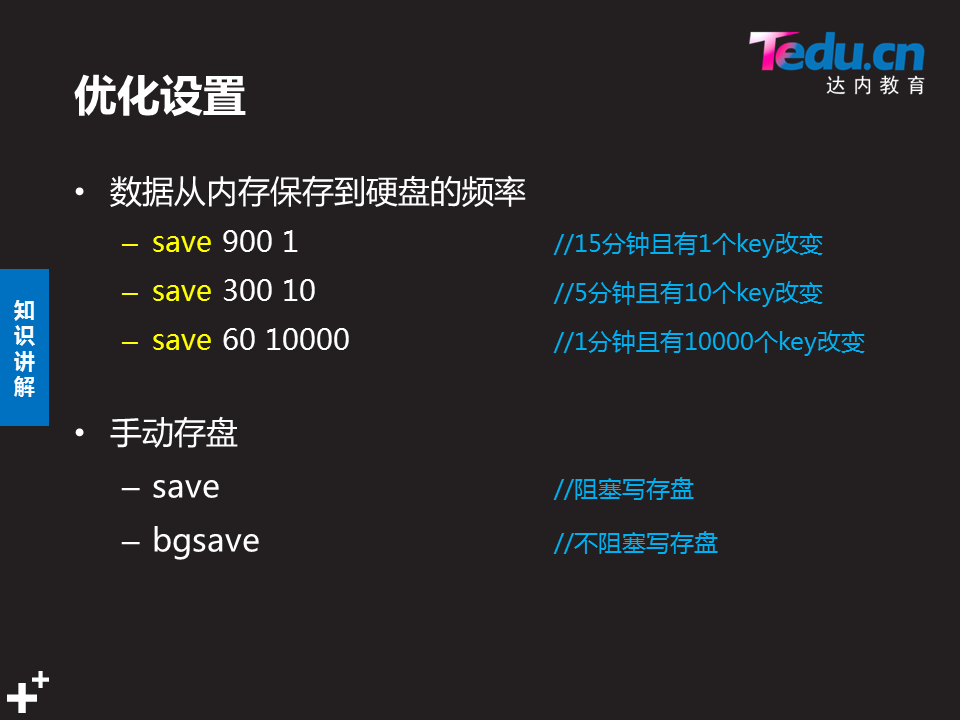 Tedu.cn
达内教育
优化设置
• 数据从内存保存到硬盘的频率
– save 900 1 //15分钟且有1个key改变
– save 300 10 //5分钟且有10个key改变
– save 60 10000 //1分钟且有10000个key改变
知识讲解
• 手动存盘
– save //阻塞写存盘
– bgsave //不阻塞写存盘